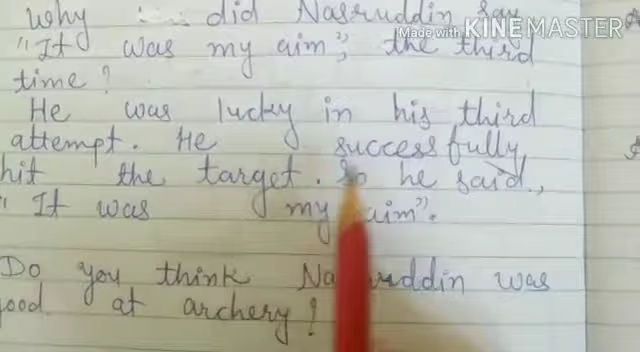 Why did Nasruddin say
"It was my aim", the third
time?
He was lucky in his third
attempt. He successfully
hit the target. So he said,
"It was my aim".
Do you think Nasruddin was
good at archery?
Made with KINEMASTER